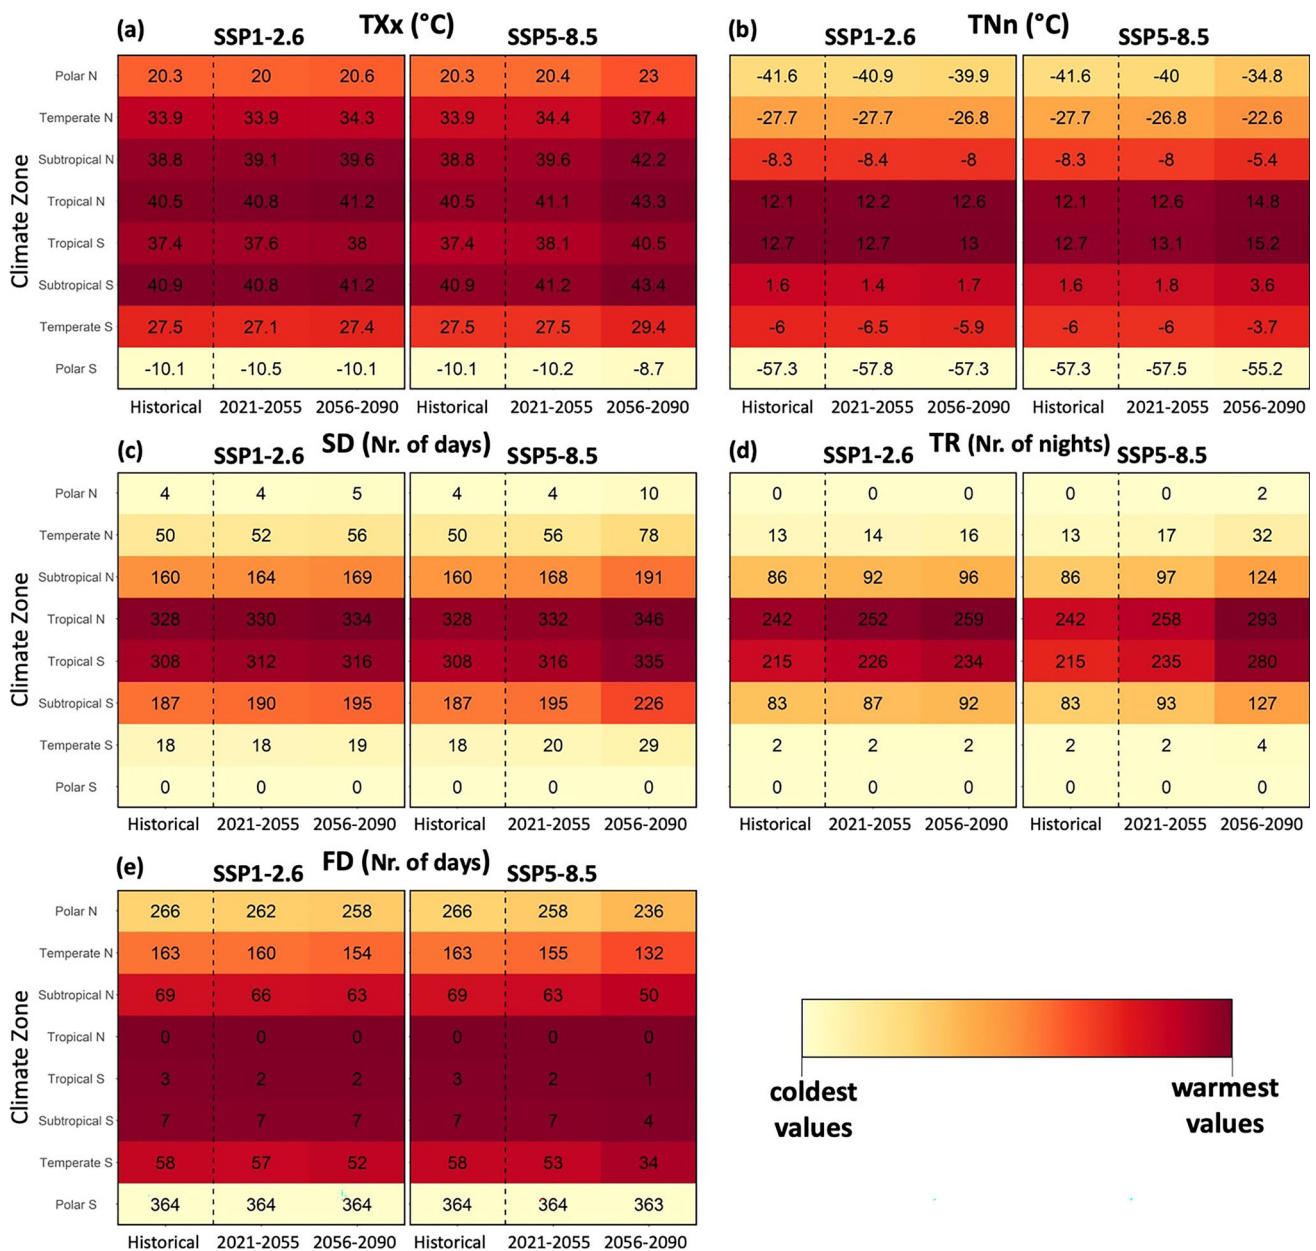 (a) TXx (°C)
SSP1-2.6 SSP5-8.5
Climate Zone
Polar N 20.3 20 20.6 20.3 20.4 23
Temperate N 33.9 33.9 34.3 33.9 34.4 37.4
Subtropical N 38.8 39.1 39.6 38.8 39.6 42.2
Tropical N 40.5 40.8 41.2 40.5 41.1 43.3
Tropical S 37.4 37.6 38 37.4 38.1 40.5
Subtropical S 40.9 40.8 41.2 40.9 41.2 43.4
Temperate S 27.5 27.1 27.4 27.5 27.5 29.4
Polar S -10.1 -10.5 -10.1 -10.1 -10.2 -8.7
Historical 2021-2055 2056-2090 Historical 2021-2055 2056-2090
(b) TNn (°C)
SSP1-2.6 SSP5-8.5
-41.6 -40.9 -39.9 -41.6 -40 -34.8
-27.7 -27.7 -26.8 -27.7 -26.8 -22.6
-8.3 -8.4 -8 -8.3 -8 -5.4
12.1 12.2 12.6 12.1 12.6 14.8
12.7 12.7 13 12.7 13.1 15.2
1.6 1.4 1.7 1.6 1.8 3.6
-6 -6.5 -5.9 -6 -6 -3.7
-57.3 -57.8 -57.3 -57.3 -57.5 -55.2
Historical 2021-2055 2056-2090 Historical 2021-2055 2056-2090
(c) SD (Nr. of days)
SSP1-2.6 SSP5-8.5
Climate Zone
Polar N 4 4 5 4 4 10
Temperate N 50 52 56 50 56 78
Subtropical N 160 164 169 160 168 191
Tropical N 328 330 334 328 332 346
Tropical S 308 312 316 308 316 335
Subtropical S 187 190 195 187 195 226
Temperate S 18 18 19 18 20 29
Polar S 0 0 0 0 0 0
Historical 2021-2055 2056-2090 Historical 2021-2055 2056-2090
(d) TR (Nr. of nights)
SSP1-2.6 SSP5-8.5
0 0 0 0 0 2
13 14 16 13 17 32
86 92 96 86 97 124
242 252 259 242 258 293
215 226 234 215 235 280
83 87 92 83 93 127
2 2 2 2 2 4
0 0 0 0 0 0
Historical 2021-2055 2056-2090 Historical 2021-2055 2056-2090
(e) FD (Nr. of days)
SSP1-2.6 SSP5-8.5
Climate Zone
Polar N 266 262 258 266 258 236
Temperate N 163 160 154 163 155 132
Subtropical N 69 66 63 69 63 50
Tropical N 0 0 0 0 0 0
Tropical S 3 2 2 3 2 1
Subtropical S 7 7 7 7 7 4
Temperate S 58 57 52 58 53 34
Polar S 364 364 364 364 364 363
Historical 2021-2055 2056-2090 Historical 2021-2055 2056-2090
coldest
values
warmest
values